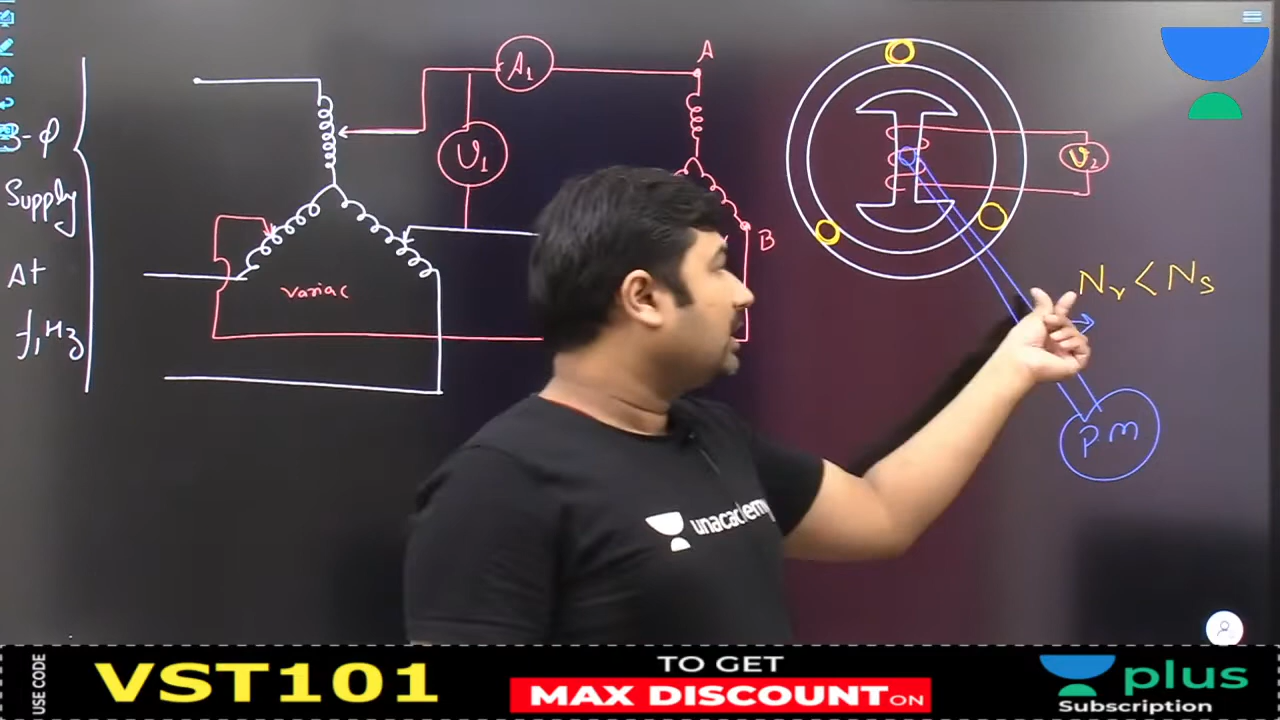 3-φ
Supply
At
f, Hz
variac
A1
V1
A
B
V2
Nr < Ns
P M
unacademy
USE CODE
VST101
TO GET
MAX DISCOUNT ON
plus
Subscription